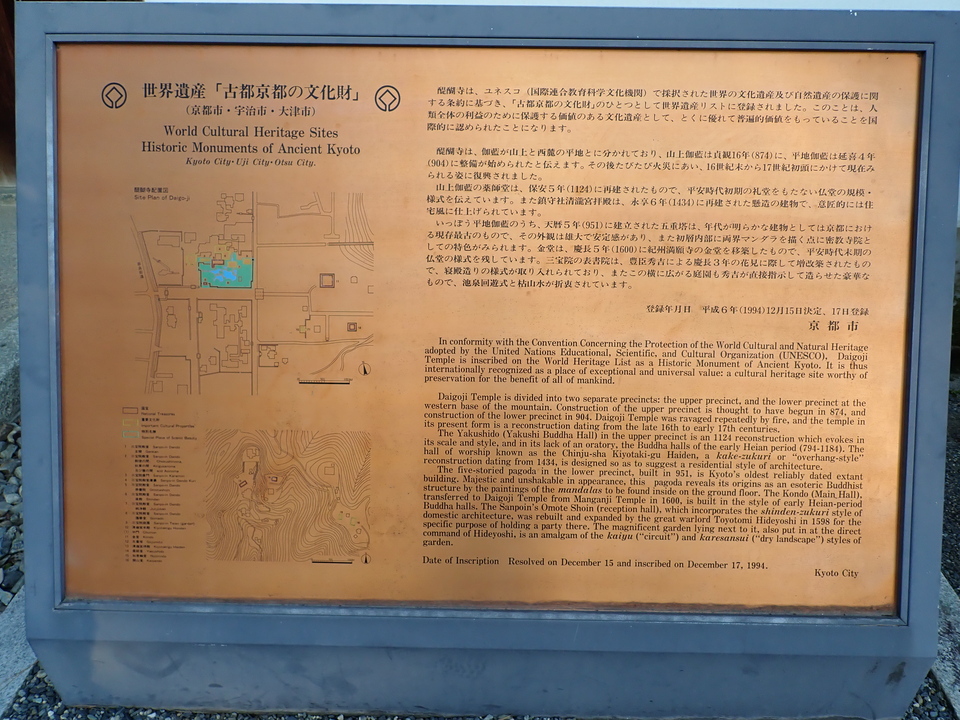 世界遺産「古都京都の文化財」
（京都市・宇治市・大津市）
World Cultural Heritage Sites
Historic Monuments of Ancient Kyoto
Kyoto City・Uji City・Otsu City.
醍醐寺配置図
Site Plan of Daigoji
National Treasures
Important Cultural Properties
醍醐寺は、ユネスコ（国際連合教育科学文化機関）で採択された世界の文化遺産及び自然遺産の保護に関
する条約に基づき、「古都京都の文化財」のひとつとして世界遺産リストに登録されました。このことは、人
類全体の利益のために保護する価値のある文化遺産として、とくに優れて普遍的価値をもっていることを国
際的に認められたことになります。
醍醐寺は、伽藍が山上と西麓の平地とに分かれており、山上伽藍は貞観16年(874)に、平地伽藍は延喜4年
(904)に整備が始められたと伝えます。その後たびたび火災にあい、16世紀末から17世紀初頭にかけて現在み
られる姿に復興されました。
山上伽藍の薬師堂は、保安5年(1124)に再建されたもので、平安時代初期の礼堂をもたない仏堂の規模・
様式を伝えています。また鎮守社清瀧宮拝殿は、永享6年(1434)に再建された懸造の建物で、意匠的には住
宅風に仕上げられています。
いっぽう平地伽藍のうち、天暦5年(951)に建立された五重塔は、年代が明らかな建物としては京都におけ
る現存最古のもので、その外観は雄大で安定感があり、また初層内部に両界マンダラを描く点に密教寺院とし
ての特色がみられます。金堂は、慶長5年(1600)に紀州満願寺の金堂を移築したもので、平安時代末期の
仏堂の様式を残しています。三宝院の表書院は、豊臣秀吉による慶長3年の花見に際して増改築されたもの
で、寝殿造りの様式が取り入れられており、またこの横に広がる庭園も秀吉が直接指示して造らせた豪華な
もので、池泉回遊式と枯山水が折衷されています。
登録年月日　平成6年(1994)12月15日決定、17日登録
京都市
In conformity with the Convention Concerning the Protection of the World Cultural and Natural Heritage
adopted by the United Nations Educational, Scientific, and Cultural Organization (UNESCO), Daigoji
Temple is inscribed on the World Heritage List as a Historic Monument of Ancient Kyoto. It is thus
internationally recognized as a place of exceptional and universal value: a cultural heritage site worthy of
preservation for the benefit of all of mankind.
Daigoji Temple is divided into two separate precincts: the upper precinct, and the lower precinct at the
western base of the mountain. Construction of the upper precinct is thought to have begun in 874, and
construction of the lower precinct in 904. Daigoji Temple was ravaged repeatedly by fire, and the temple in
its present form is a reconstruction dating from the late 16th to early 17th centuries.
The Yakushido (Yakushi Buddha Hall) in the upper precinct is an 1124 reconstruction which evokes in
its scale and style, and in its lack of an oratory, the Buddha halls of the early Heian period (794-1184). The
hall of worship known as the Chinju-sha Kiyotaki-gu Haiden, a kake-zukuri or "overhang-style"
reconstruction dating from 1434, is designed so as to suggest a residential style of architecture.
The five-storied pagoda in the lower precinct, built in 951, is Kyoto's oldest reliably dated extant
building. Majestic and unshakable in appearance, this pagoda reveals its origins as an esoteric Buddhist
structure by the paintings of the mandalas to be found inside on the ground floor. The Kondo (Main Hall),
transferred to Daigoji Temple from Manganji Temple in 1600, is built in the style of early Heian-period
Buddha halls. The Sanpoin's Omote Shoin (reception hall), which incorporates the shinden-zukuri style of
domestic architecture, was rebuilt and expanded by the great warlord Toyotomi Hideyoshi in 1598 for the
specific purpose of holding a party there. The magnificent garden lying next to it, also put in at the direct
command of Hideyoshi, is an amalgam of the kaiyu ("circuit") and karesansui ("dry landscape") styles of
garden.
Date of Inscription Resolved on December 15 and inscribed on December 17, 1994.
Kyoto City